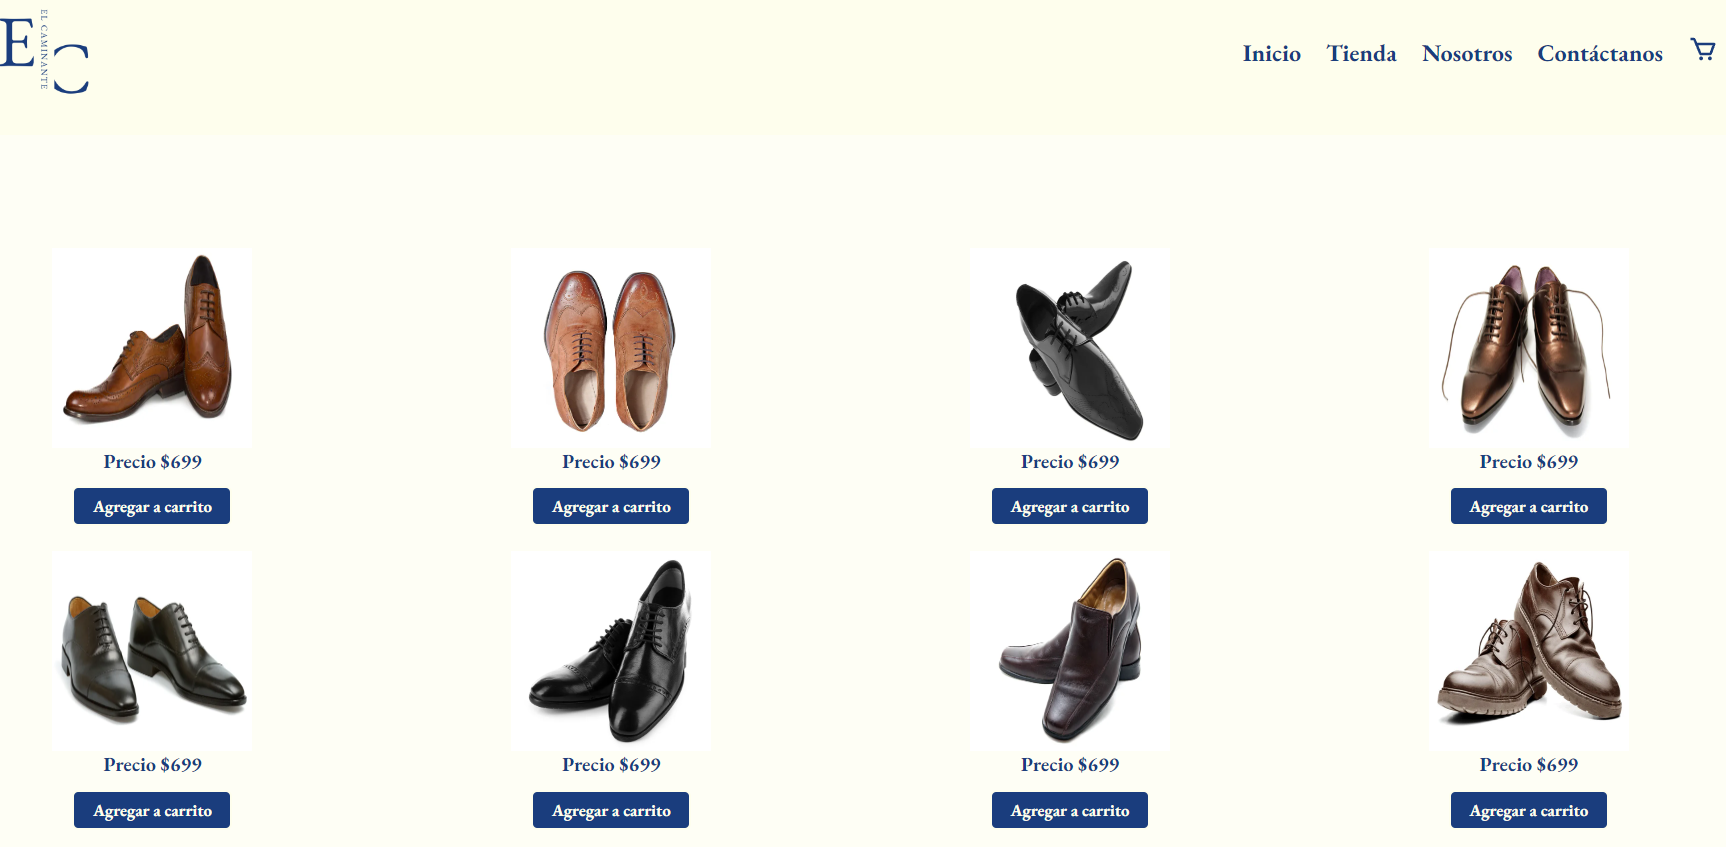 E
EL CAMINANTE
C
Inicio Tienda Nosotros Contáctanos
Precio $699 Precio $699 Precio $699 Precio $699
Agregar a carrito Agregar a carrito Agregar a carrito Agregar a carrito
Precio $699 Precio $699 Precio $699 Precio $699
Agregar a carrito Agregar a carrito Agregar a carrito Agregar a carrito